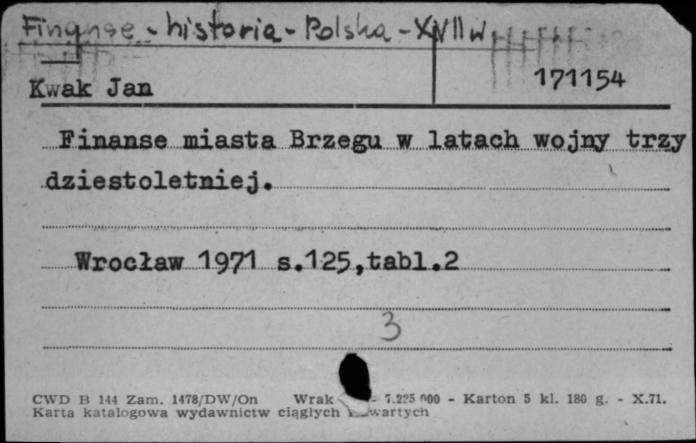 Finanse - historia - Polska - XVII w.
171154
Kwak Jan
Finanse miasta Brzegu w latach wojny trzy
dziestoletniej.
Wrocław 1971 s.125,tabl.2
3
CWD B 144 Zam. 1478/DW/On Wrak - 7.225 000 - Karton 5 kl. 180 g. - X.71.
Karta katalogowa wydawnictw ciągłych